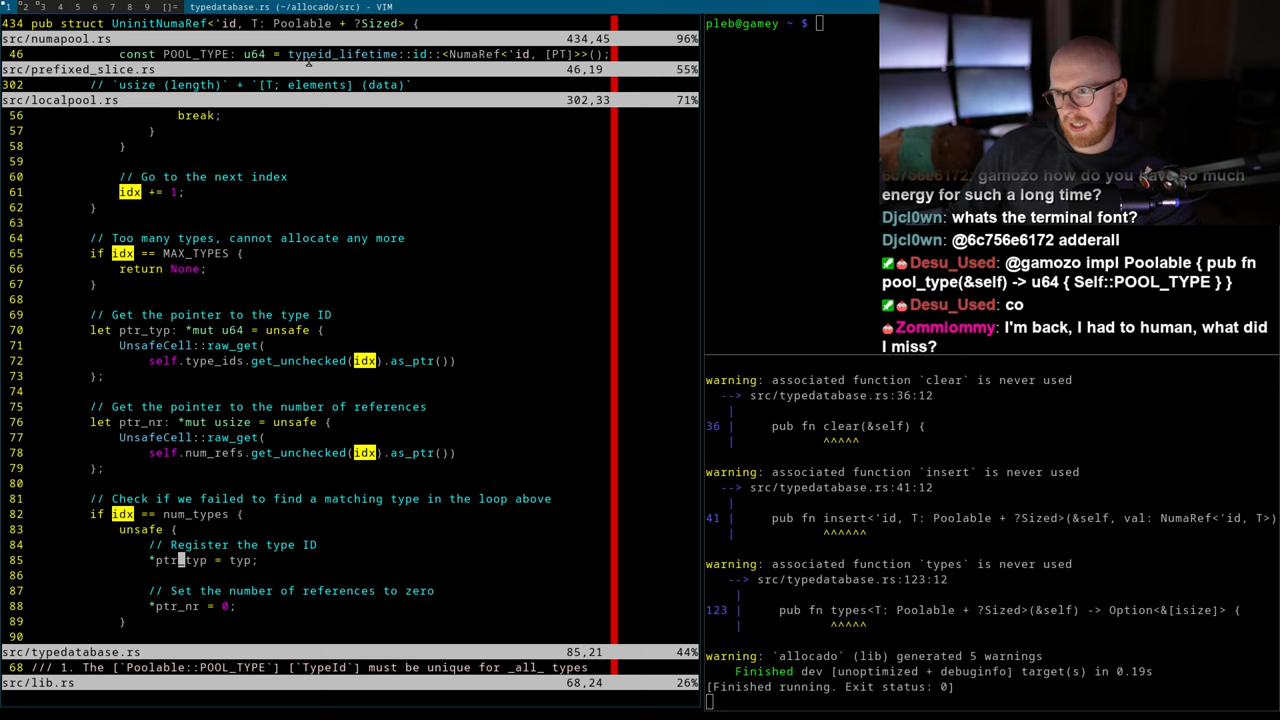 1 2 3 4 5 6 7 8 9 []= typedatabase.rs (~/allocado/src) - VIM
434 pub struct UninitNumaRef<'id, T: Poolable + ?Sized> {
src/numapool.rs 434,45 96%
46 const POOL_TYPE: u64 = typeid_lifetime::id::<NumaRef<'id, [PT]>>();
src/prefixed_slice.rs 46,19 55%
302 // `usize (length)` + `[T; elements] (data)`
src/localpool.rs 302,33 71%
56 break;
57 }
58 }
59
60 // Go to the next index
61 idx += 1;
62 }
63
64 // Too many types, cannot allocate any more
65 if idx == MAX_TYPES {
66 return None;
67 }
68
69 // Get the pointer to the type ID
70 let ptr_typ: *mut u64 = unsafe {
71 UnsafeCell::raw_get(
72 self.type_ids.get_unchecked(idx).as_ptr())
73 };
74
75 // Get the pointer to the number of references
76 let ptr_nr: *mut usize = unsafe {
77 UnsafeCell::raw_get(
78 self.num_refs.get_unchecked(idx).as_ptr())
79 };
80
81 // Check if we failed to find a matching type in the loop above
82 if idx == num_types {
83 unsafe {
84 // Register the type ID
85 *ptr_typ = typ;
86
87 // Set the number of references to zero
88 *ptr_nr = 0;
89 }
90
src/typedatabase.rs 85,21 44%
68 /// 1. The [`Poolable::POOL_TYPE`] [`TypeId`] must be unique for _all_ types
src/lib.rs 68,24 26%
pleb@gamey ~ $
6c756e6172: gamozo how do you have so much
energy for such a long time?
Djcl0wn: whats the terminal font?
Djcl0wn: @6c756e6172 adderall
Desu_Used: @gamozo impl Poolable { pub fn
pool_type(&self) -> u64 { Self::POOL_TYPE } }
Desu_Used: co
Zommiommy: I'm back, I had to human, what did
I miss?
warning: associated function `clear` is never used
--> src/typedatabase.rs:36:12
|
36 | pub fn clear(&self) {
| ^^^^^
warning: associated function `insert` is never used
--> src/typedatabase.rs:41:12
|
41 | pub fn insert<'id, T: Poolable + ?Sized>(&self, val: NumaRef<'id, T>)
| ^^^^^^
warning: associated function `types` is never used
--> src/typedatabase.rs:123:12
|
123 | pub fn types<T: Poolable + ?Sized>(&self) -> Option<&[isize]> {
| ^^^^^
warning: `allocado` (lib) generated 5 warnings
Finished dev [unoptimized + debuginfo] target(s) in 0.19s
[Finished running. Exit status: 0]